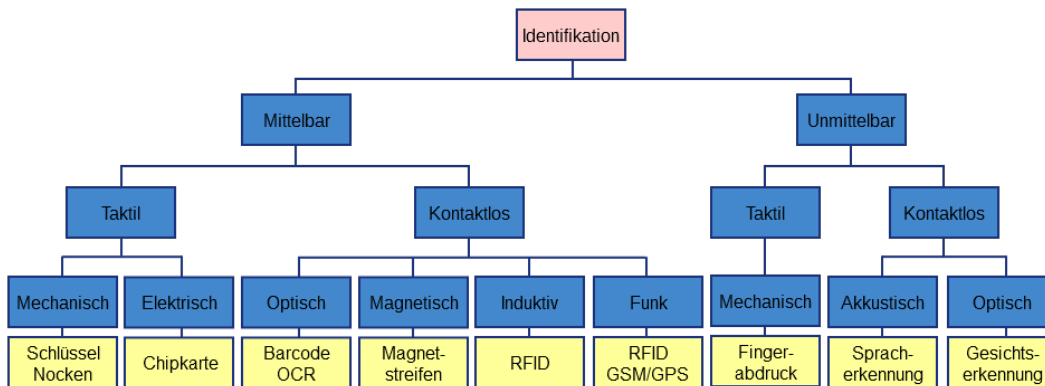 Identifikation
Mittelbar
Unmittelbar
Taktil
Kontaktlos
Taktil
Kontaktlos
Mechanisch
Elektrisch
Optisch
Magnetisch
Induktiv
Funk
Mechanisch
Akkustisch
Optisch
Schlüssel
Nocken
Chipkarte
Barcode
OCR
Magnet-
streifen
RFID
RFID
GSM/GPS
Finger-
abdruck
Sprach-
erkennung
Gesichts-
erkennung